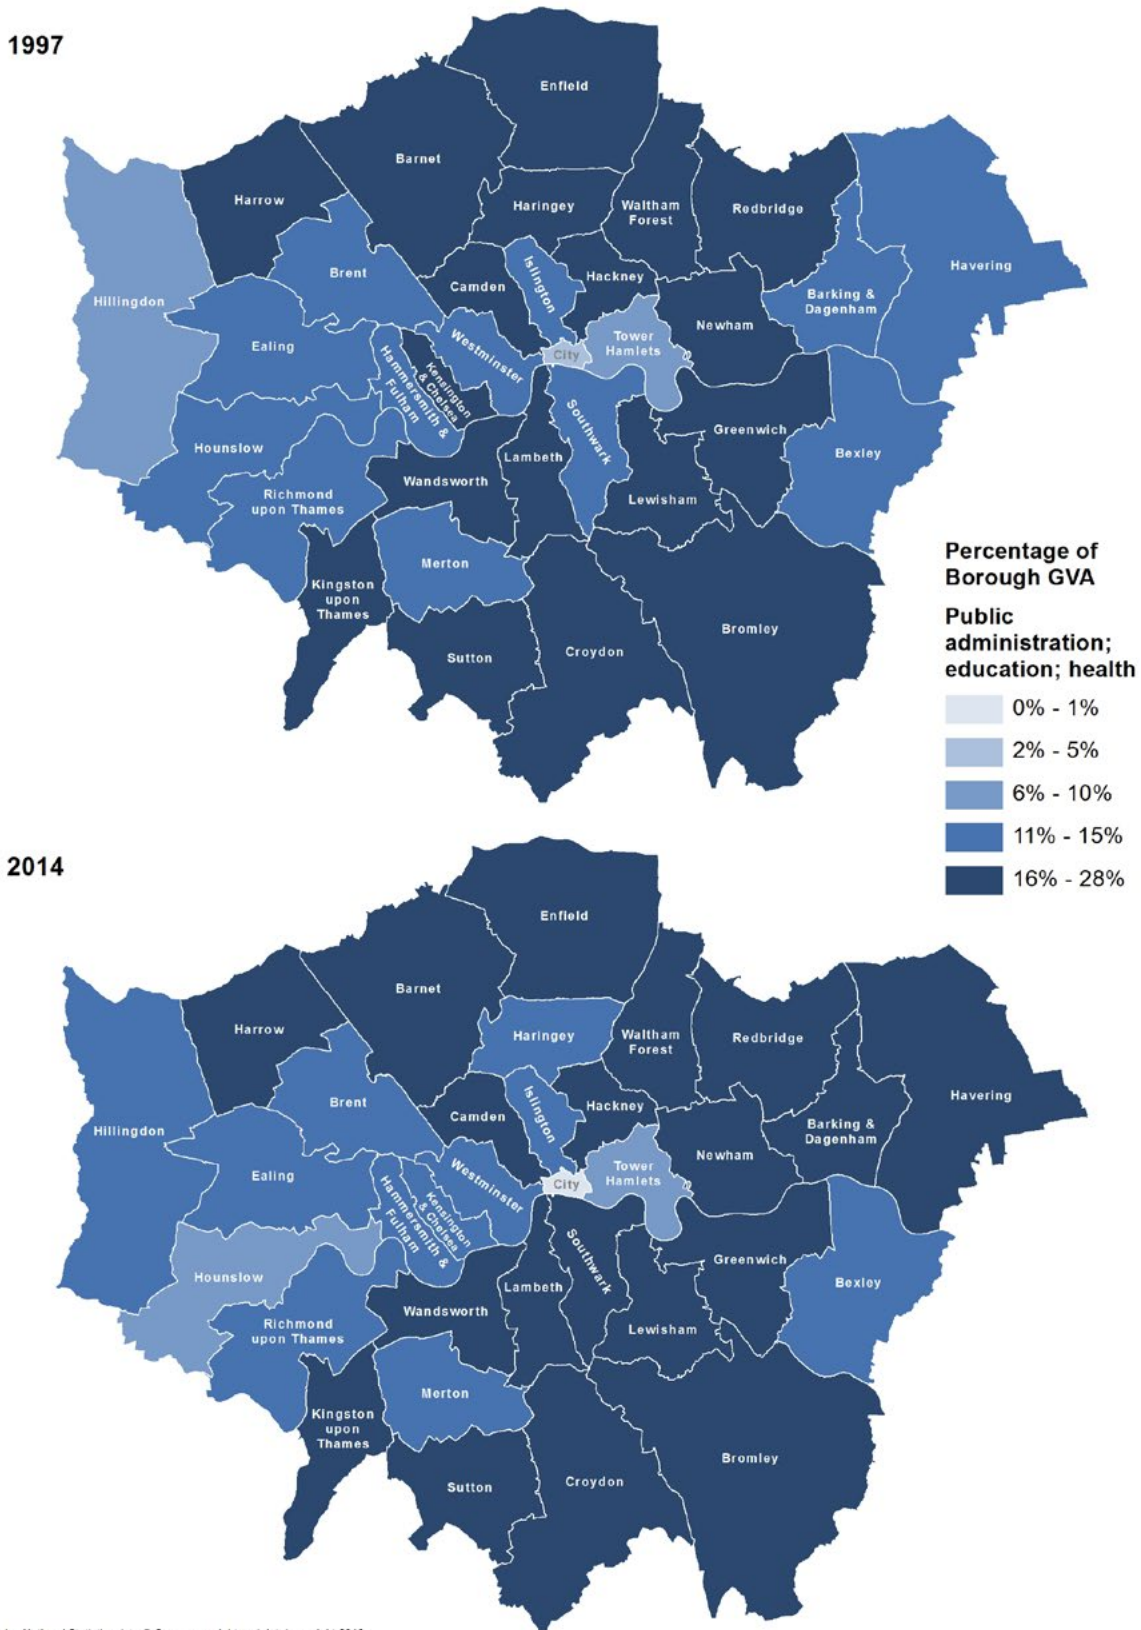 1997
Enfield
Barnet
Harrow
Haringey
Waltham
Forest
Redbridge
Havering
Brent
Islington
Hackney
Camden
Hillingdon
Barking &
Dagenham
Newham
Ealing
Westminster
City
Tower
Hamlets
Hammersmith &
Fulham
Kensington
& Chelsea
Southwark
Greenwich
Hounslow
Bexley
Lambeth
Wandsworth
Richmond
upon Thames
Lewisham
Merton
Kingston
upon
Thames
Bromley
Sutton
Croydon
Percentage of
Borough GVA
Public
administration;
education; health
0% - 1%
2% - 5%
6% - 10%
11% - 15%
16% - 28%
2014
Enfield
Barnet
Harrow
Haringey
Waltham
Forest
Redbridge
Havering
Brent
Islington
Hackney
Camden
Hillingdon
Barking &
Dagenham
Newham
Ealing
Westminster
City
Tower
Hamlets
Hammersmith &
Fulham
Kensington
& Chelsea
Southwark
Greenwich
Hounslow
Bexley
Lambeth
Wandsworth
Richmond
upon Thames
Lewisham
Merton
Kingston
upon
Thames
Bromley
Sutton
Croydon